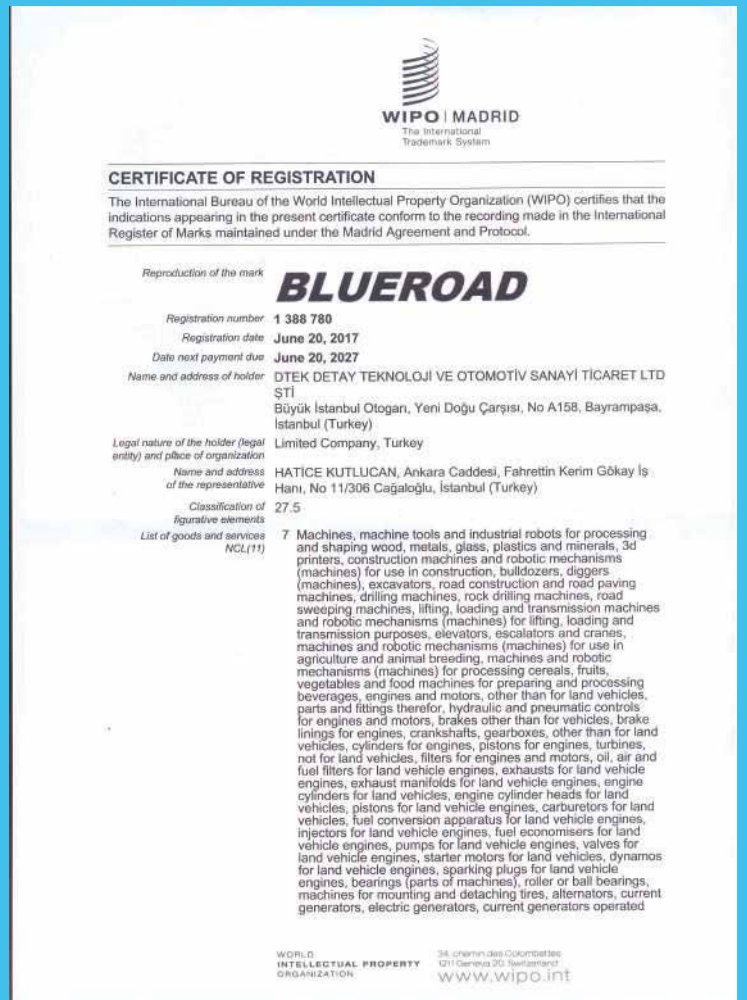 WIPO | MADRID
The International
Trademark System
CERTIFICATE OF REGISTRATION
The International Bureau of the World Intellectual Property Organization (WIPO) certifies that the
indications appearing in the present certificate conform to the recording made in the International
Register of Marks maintained under the Madrid Agreement and Protocol.
Reproduction of the mark BLUEROAD
Registration number 1 388 780
Registration date June 20, 2017
Date next payment due June 20, 2027
Name and address of holder DTEK DETAY TEKNOLOJİ VE OTOMOTİV SANAYİ TİCARET LTD
ŞTİ
Büyük İstanbul Otogarı, Yeni Doğu Çarşısı, No A158, Bayrampaşa,
İstanbul (Turkey)
Legal nature of the holder (legal entity) and place of organization Limited Company, Turkey
Name and address of the representative HATİCE KUTLUCAN, Ankara Caddesi, Fahrettin Kerim Gökay İş
Hanı, No 11/306 Cağaloğlu, İstanbul (Turkey)
Classification of figurative elements 27.5
List of goods and services NCL(11) 7 Machines, machine tools and industrial robots for processing
and shaping wood, metals, glass, plastics and minerals, 3d
printers, construction machines and robotic mechanisms
(machines) for use in construction, bulldozers, diggers
(machines), excavators, road construction and road paving
machines, drilling machines, rock drilling machines, road
sweeping machines, lifting, loading and transmission machines
and robotic mechanisms (machines) for lifting, loading and
transmission purposes, elevators, escalators and cranes,
machines and robotic mechanisms (machines) for use in
agriculture and animal breeding, machines and robotic
mechanisms (machines) for processing cereals, fruits,
vegetables and food machines for preparing and processing
beverages, engines and motors, other than for land vehicles,
parts and fittings therefor, hydraulic and pneumatic controls
for engines and motors, brakes other than for vehicles, brake
linings for engines, crankshafts, gearboxes, other than for land
vehicles, cylinders for engines, pistons for engines, turbines,
not for land vehicles, filters for engines and motors, oil, air and
fuel filters for land vehicle engines, exhausts for land vehicle
engines, exhaust manifolds for land vehicle engines, engine
cylinders for land vehicles, engine cylinder heads for land
vehicles, pistons for land vehicle engines, carburetors for land
vehicles, fuel conversion apparatus for land vehicle engines,
injectors for land vehicle engines, fuel economisers for land
vehicle engines, pumps for land vehicle engines, valves for
land vehicle engines, starter motors for land vehicles, dynamos
for land vehicle engines, sparking plugs for land vehicle
engines, bearings (parts of machines), roller or ball bearings,
machines for mounting and detaching tires, alternators, current
generators, electric generators, current generators operated
WORLD
INTELLECTUAL PROPERTY
ORGANIZATION
34, chemin des Colombettes
1211 Geneva 20, Switzerland
www.wipo.int